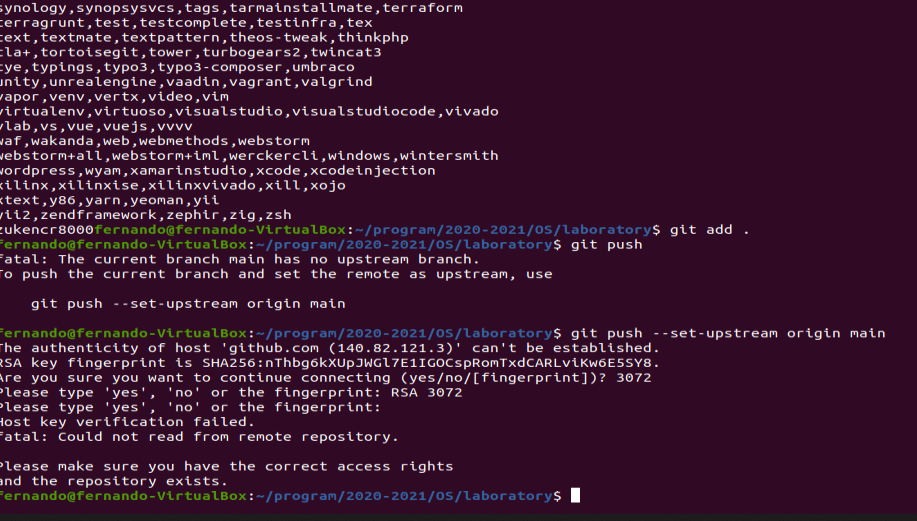 synology,synopsysvcs,tags,tarmainstallmate,terraform
terragrunt,test,testcomplete,testinfra,tex
text,textmate,textpattern,theos-tweak,thinkphp
tla+,tortoisegit,tower,turbogears2,twincat3
tye,typings,typo3,typo3-composer,umbraco
unity,unrealengine,vaadin,vagrant,valgrind
vapor,venv,vertx,video,vim
virtualenv,virtuoso,visualstudio,visualstudiocode,vivado
vlab,vs,vue,vuejs,vvvv
waf,wakanda,web,webmethods,webstorm
webstorm+all,webstorm+iml,werckercli,windows,wintersmith
wordpress,wyam,xamarinstudio,xcode,xcodeinjection
xilinx,xilinxise,xilinxvivado,xill,xojo
xtext,y86,yarn,yeoman,yii
yii2,zendframework,zephir,zig,zsh
zukencr8000fernando@fernando-VirtualBox:~/program/2020-2021/OS/laboratory$ git add .
fernando@fernando-VirtualBox:~/program/2020-2021/OS/laboratory$ git push
fatal: The current branch main has no upstream branch.
To push the current branch and set the remote as upstream, use
git push --set-upstream origin main
fernando@fernando-VirtualBox:~/program/2020-2021/OS/laboratory$ git push --set-upstream origin main
The authenticity of host 'github.com (140.82.121.3)' can't be established.
RSA key fingerprint is SHA256:nThbg6kXUpJWGl7E1IGOCspRomTxdCARLviKw6E5SY8.
Are you sure you want to continue connecting (yes/no/[fingerprint])? 3072
Please type 'yes', 'no' or the fingerprint: RSA 3072
Please type 'yes', 'no' or the fingerprint:
Host key verification failed.
fatal: Could not read from remote repository.
Please make sure you have the correct access rights
and the repository exists.
fernando@fernando-VirtualBox:~/program/2020-2021/OS/laboratory$